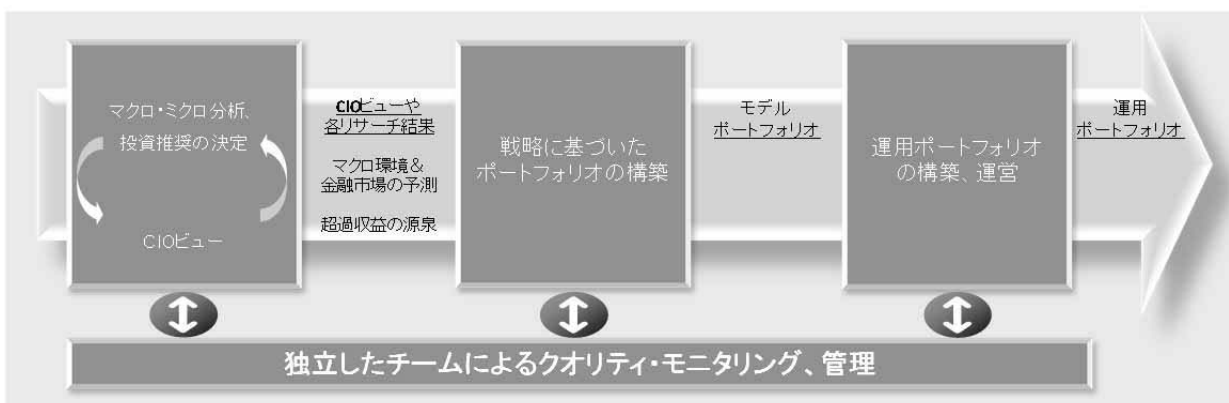 マクロ・ミクロ分析、
投資推奨の決定
CIOビュー
CIOビューや
各リサーチ結果
マクロ環境&
金融市場の予測
超過収益の源泉
戦略に基づいた
ポートフォリオの構築
モデル
ポートフォリオ
運用ポートフォリオ
の構築、運営
運用
ポートフォリオ
独立したチームによるクオリティ・モニタリング、管理